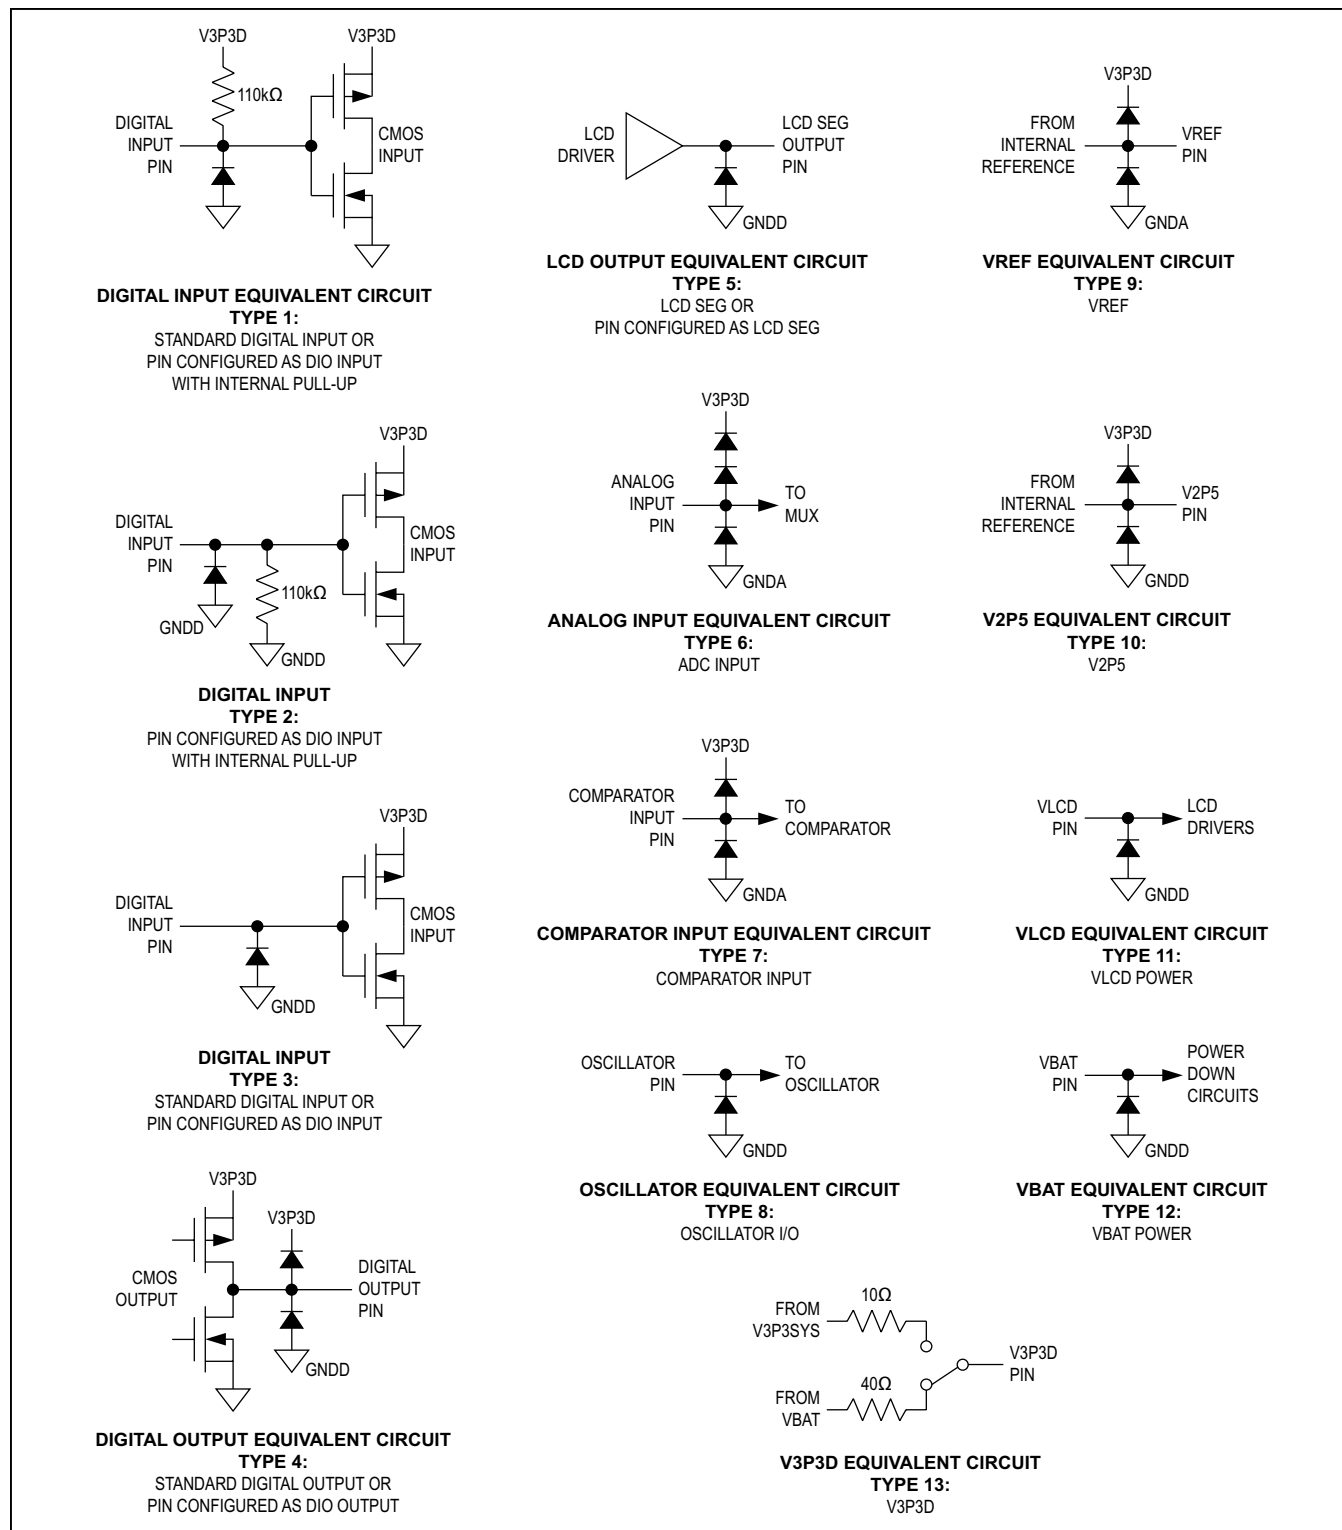 V3P3D
V3P3D
110kΩ
DIGITAL
INPUT
PIN
CMOS
INPUT
DIGITAL INPUT EQUIVALENT CIRCUIT
TYPE 1:
STANDARD DIGITAL INPUT OR
PIN CONFIGURED AS DIO INPUT
WITH INTERNAL PULL-UP
V3P3D
DIGITAL
INPUT
PIN
CMOS
INPUT
110kΩ
GNDD
GNDD
DIGITAL INPUT
TYPE 2:
PIN CONFIGURED AS DIO INPUT
WITH INTERNAL PULL-UP
V3P3D
DIGITAL
INPUT
PIN
CMOS
INPUT
GNDD
DIGITAL INPUT
TYPE 3:
STANDARD DIGITAL INPUT OR
PIN CONFIGURED AS DIO INPUT
V3P3D
V3P3D
CMOS
OUTPUT
DIGITAL
OUTPUT
PIN
GNDD
DIGITAL OUTPUT EQUIVALENT CIRCUIT
TYPE 4:
STANDARD DIGITAL OUTPUT OR
PIN CONFIGURED AS DIO OUTPUT
LCD
DRIVER
LCD SEG
OUTPUT
PIN
GNDD
LCD OUTPUT EQUIVALENT CIRCUIT
TYPE 5:
LCD SEG OR
PIN CONFIGURED AS LCD SEG
V3P3D
ANALOG
INPUT
PIN
TO
MUX
GNDA
ANALOG INPUT EQUIVALENT CIRCUIT
TYPE 6:
ADC INPUT
V3P3D
COMPARATOR
INPUT
PIN
TO
COMPARATOR
GNDA
COMPARATOR INPUT EQUIVALENT CIRCUIT
TYPE 7:
COMPARATOR INPUT
OSCILLATOR
PIN
TO
OSCILLATOR
GNDD
OSCILLATOR EQUIVALENT CIRCUIT
TYPE 8:
OSCILLATOR I/O
V3P3D
FROM
INTERNAL
REFERENCE
VREF
PIN
GNDA
VREF EQUIVALENT CIRCUIT
TYPE 9:
VREF
V3P3D
FROM
INTERNAL
REFERENCE
V2P5
PIN
GNDD
V2P5 EQUIVALENT CIRCUIT
TYPE 10:
V2P5
VLCD
PIN
LCD
DRIVERS
GNDD
VLCD EQUIVALENT CIRCUIT
TYPE 11:
VLCD POWER
VBAT
PIN
POWER
DOWN
CIRCUITS
GNDD
VBAT EQUIVALENT CIRCUIT
TYPE 12:
VBAT POWER
10Ω
FROM
V3P3SYS
V3P3D
PIN
40Ω
FROM
VBAT
V3P3D EQUIVALENT CIRCUIT
TYPE 13:
V3P3D